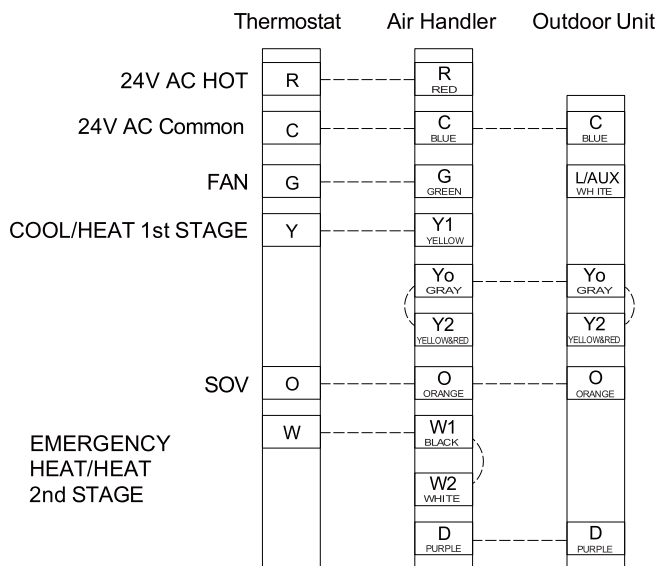 Thermostat Air Handler Outdoor Unit
24V AC HOT R R
RED
24V AC Common C C C
BLUE BLUE
FAN G G L/AUX
GREEN WH ITE
COOL/HEAT 1st STAGE Y Y1
YELLOW
Yo Yo
GRAY GRAY
Y2 Y2
YELLOW&RED YELLOW&RED
SOV O O O
ORANGE ORANGE
W W1
BLACK
EMERGENCY
HEAT/HEAT
2nd STAGE
W2
WHITE
D D
PURPLE PURPLE